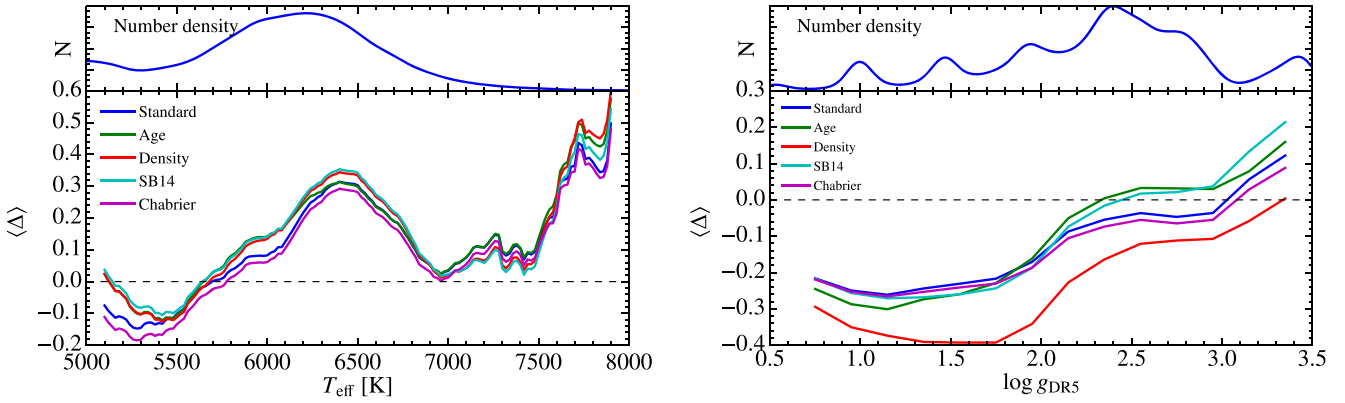 Number density
N
0.6
0.5
0.4
0.3
0.2
0.1
0.0
−0.1
−0.2
⟨Δ⟩
Standard
Age
Density
SB14
Chabrier
5000 5500 6000 6500 7000 7500 8000
T_eff [K]
Number density
N
0.3
0.2
0.1
0.0
−0.1
−0.2
−0.3
−0.4
⟨Δ⟩
Standard
Age
Density
SB14
Chabrier
0.5 1.0 1.5 2.0 2.5 3.0 3.5
log g_DR5